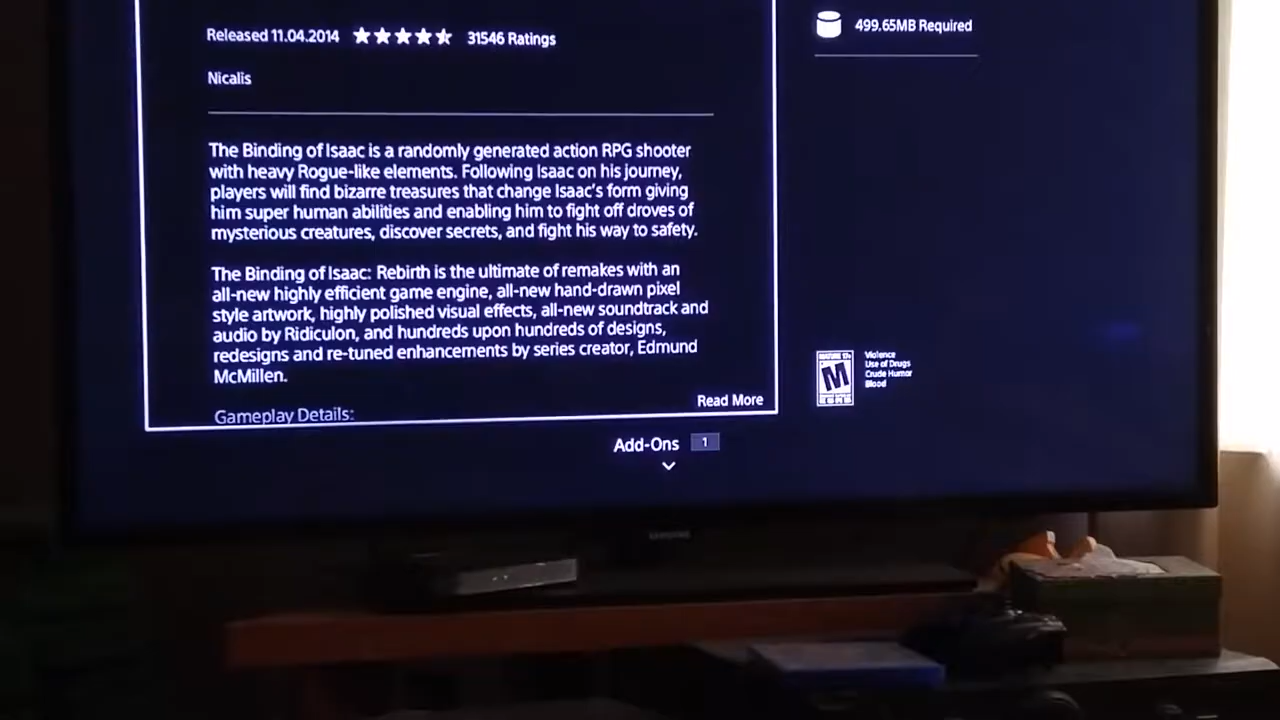 Released 11.04.2014 31546 Ratings
499.65MB Required
Nicalis
The Binding of Isaac is a randomly generated action RPG shooter
with heavy Rogue-like elements. Following Isaac on his journey,
players will find bizarre treasures that change Isaac's form giving
him super human abilities and enabling him to fight off droves of
mysterious creatures, discover secrets, and fight his way to safety.
The Binding of Isaac: Rebirth is the ultimate of remakes with an
all-new highly efficient game engine, all-new hand-drawn pixel
style artwork, highly polished visual effects, all-new soundtrack and
audio by Ridiculon, and hundreds upon hundreds of designs,
redesigns and re-tuned enhancements by series creator, Edmund
McMillen.
Gameplay Details:
Read More
MATURE 17+
M
Violence
Use of Drugs
Crude Humor
Blood
Add-Ons 1
SAMSUNG